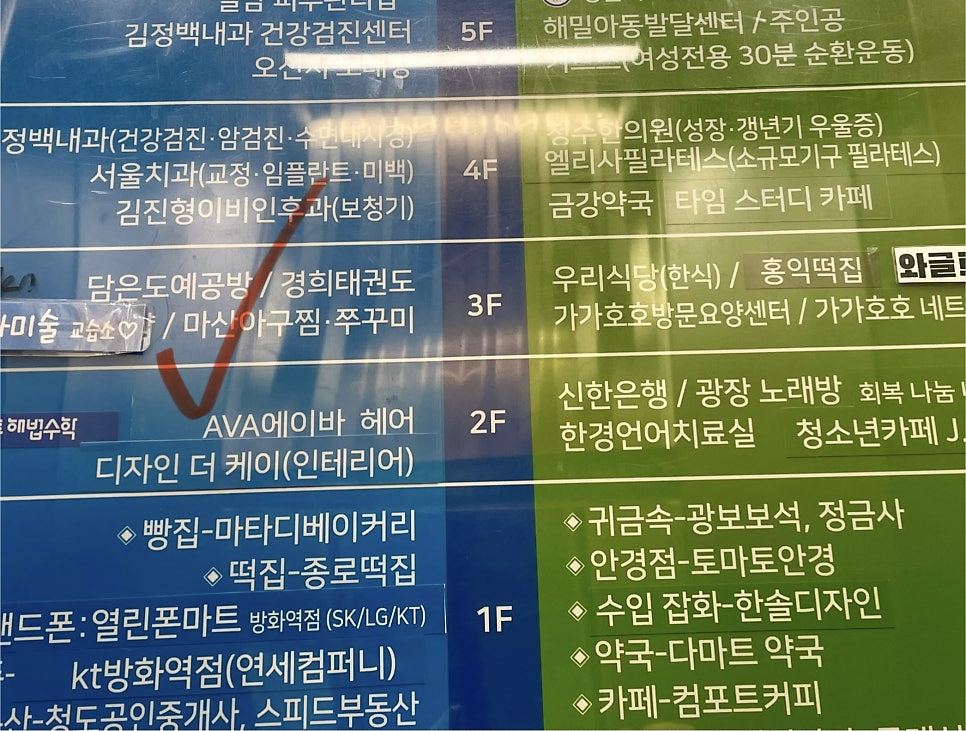 김정백내과 건강검진센터
5F
해밀아동발달센터 / 주인공
(여성전용 30분 순환운동)
정백내과(건강검진·암검진·수면내시경)
서울치과(교정·임플란트·미백)
김진형이비인후과(보청기)
4F
청수한의원(성장·갱년기 우울증)
엘리사필라테스(소규모기구 필라테스)
금강약국 타임 스터디 카페
담은도예공방 / 경희태권도
미술 교습소♡ / 마산아구찜·쭈꾸미
3F
우리식당(한식) / 홍익떡집 와글
가가호호방문요양센터 / 가가호호 네트
해법수학
AVA에이바 헤어
디자인 더 케이(인테리어)
2F
신한은행 / 광장 노래방 회복 나눔
한경언어치료실 청소년카페 J.
◈ 빵집-마타디베이커리
◈ 떡집-종로떡집
핸드폰:열린폰마트 방화역점 (SK/LG/KT)
kt방화역점(연세컴퍼니)
산-청도공인중개사, 스피드부동산
1F
◈ 귀금속-광보보석, 정금사
◈ 안경점-토마토안경
◈ 수입 잡화-한솔디자인
◈ 약국-다마트 약국
◈ 카페-컴포트커피